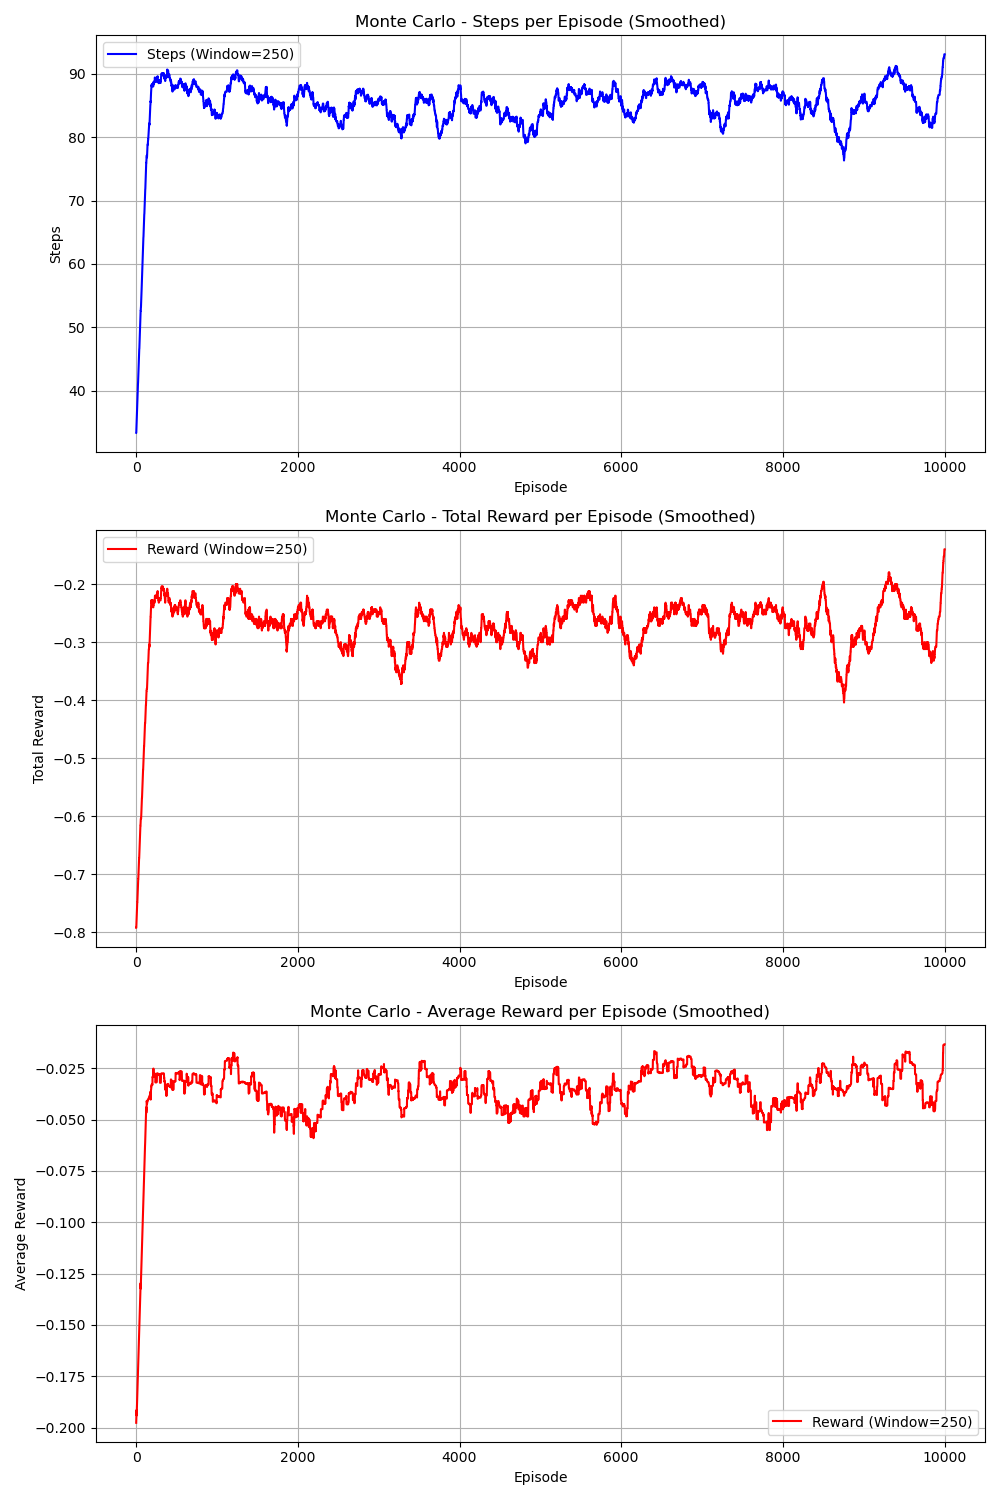 Monte Carlo - Steps per Episode (Smoothed)
Steps (Window=250)
90
80
70
60
50
40
Steps
0 2000 4000 6000 8000 10000
Episode
Monte Carlo - Total Reward per Episode (Smoothed)
Reward (Window=250)
−0.2
−0.3
−0.4
−0.5
−0.6
−0.7
−0.8
Total Reward
0 2000 4000 6000 8000 10000
Episode
Monte Carlo - Average Reward per Episode (Smoothed)
−0.025
−0.050
−0.075
−0.100
−0.125
−0.150
−0.175
−0.200
Average Reward
Reward (Window=250)
0 2000 4000 6000 8000 10000
Episode